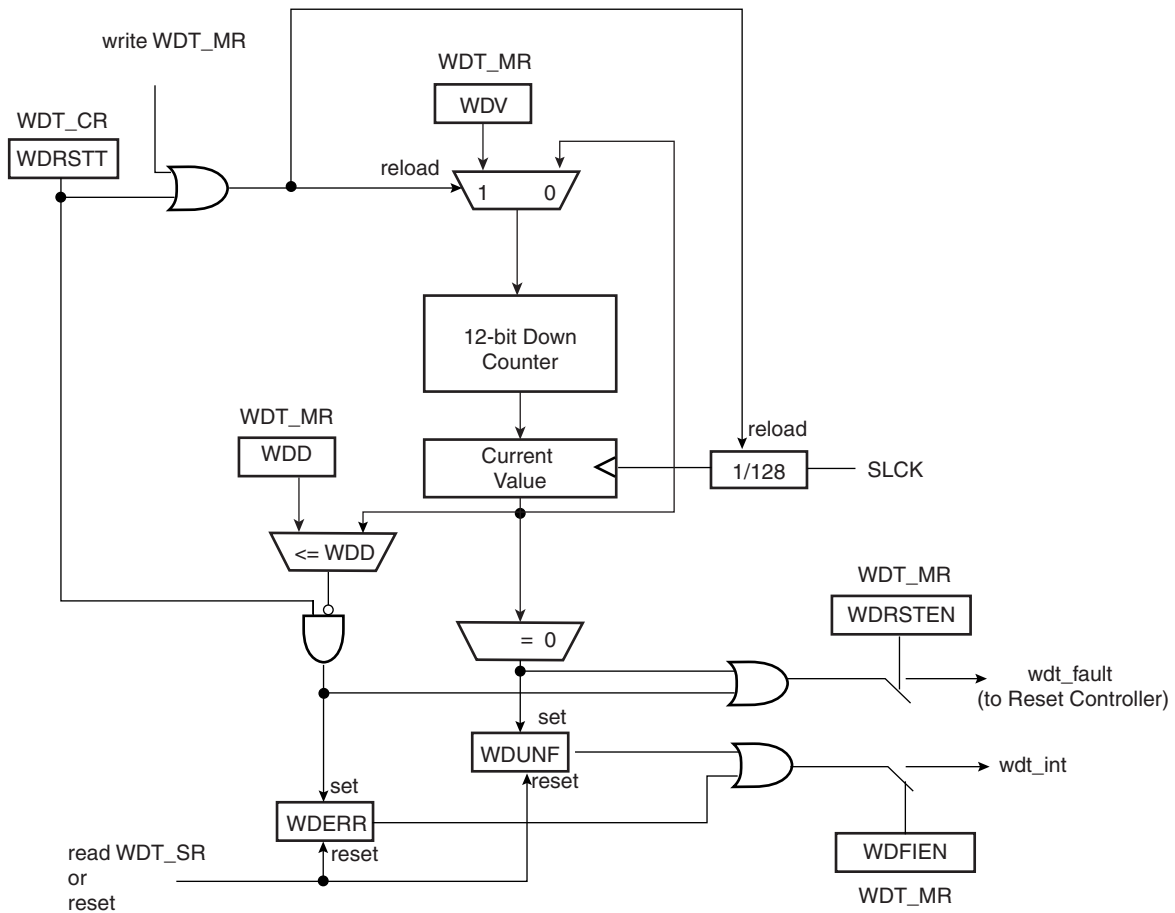 write WDT_MR
WDT_MR
WDV
WDT_CR
WDRSTT
reload
1 0
12-bit Down
Counter
WDT_MR
WDD
reload
Current
Value
1/128
SLCK
<= WDD
WDT_MR
WDRSTEN
= 0
wdt_fault
(to Reset Controller)
set
WDUNF
reset
wdt_int
set
WDERR
reset
read WDT_SR
or
reset
WDFIEN
WDT_MR